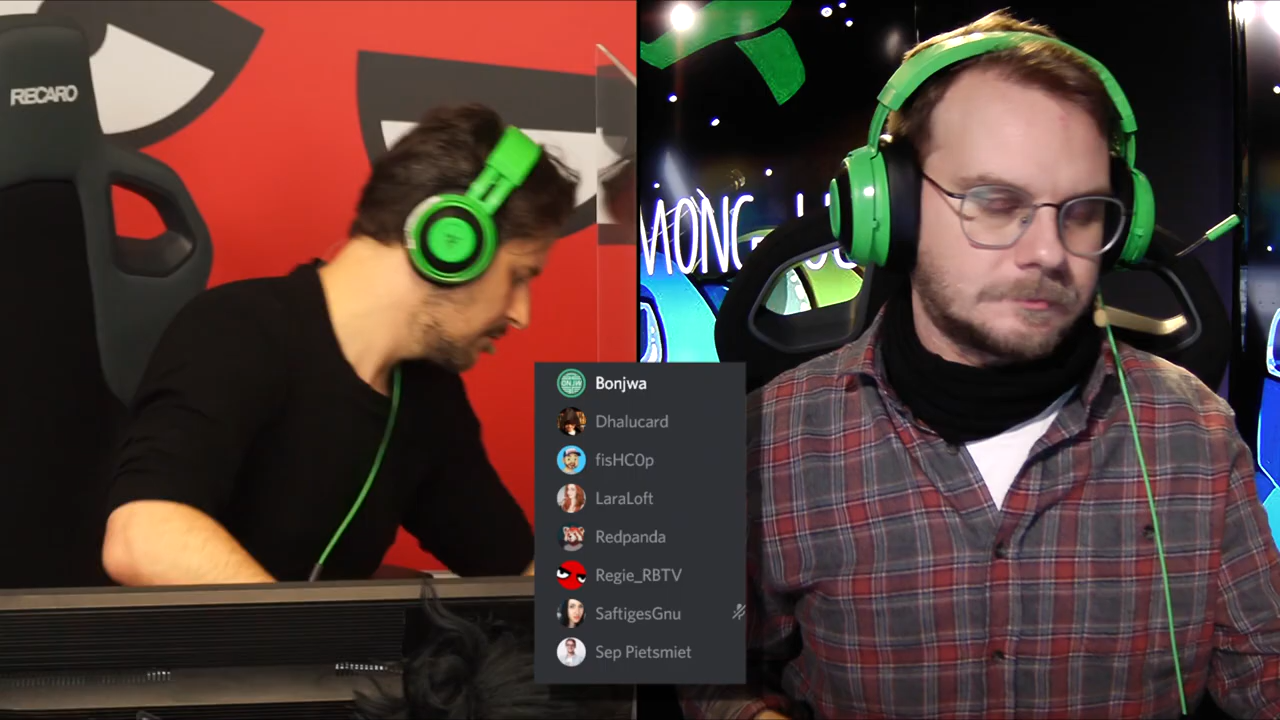 RECARO
Bonjwa
Dhalucard
fisHC0p
LaraLoft
Redpanda
Regie_RBTV
SaftigesGnu
Sep Pietsmiet